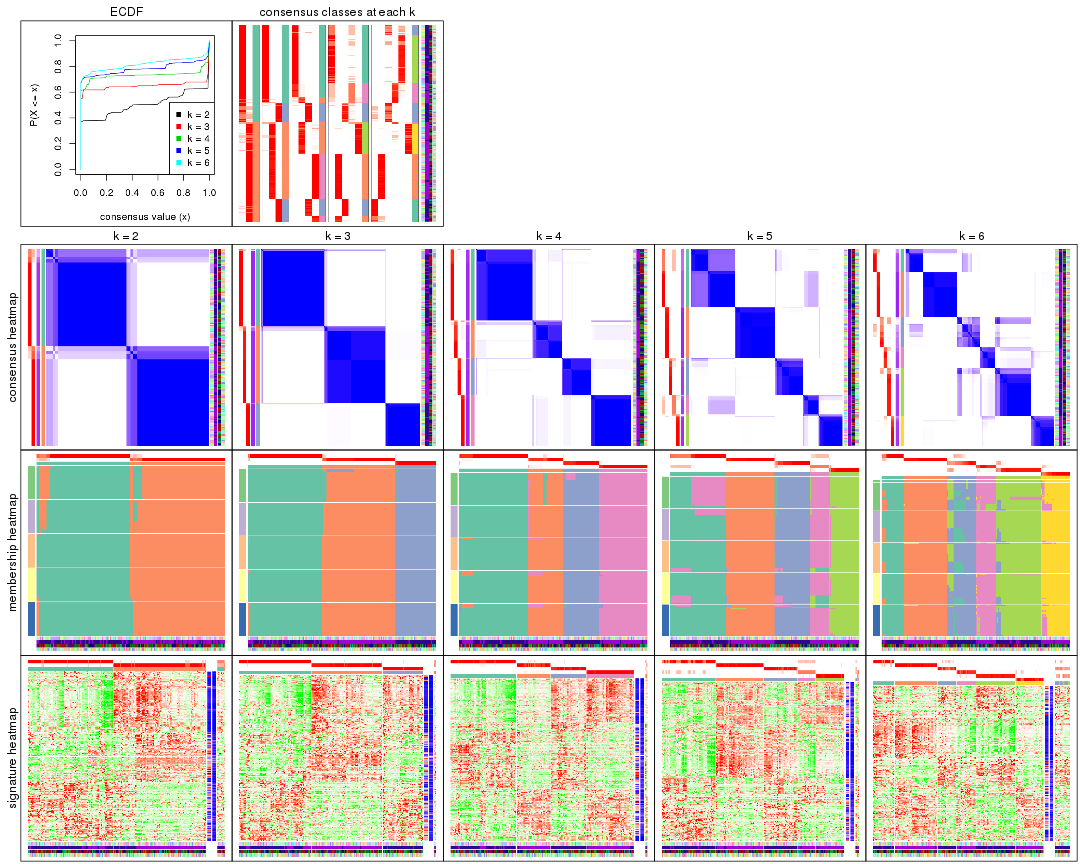 ECDF
consensus classes at each k
P(X <= x)
0.0 0.2 0.4 0.6 0.8 1.0
k = 2
k = 3
k = 4
k = 5
k = 6
0.0 0.2 0.4 0.6 0.8 1.0
consensus value (x)
k = 2 k = 3 k = 4 k = 5 k = 6
consensus heatmap
membership heatmap
signature heatmap